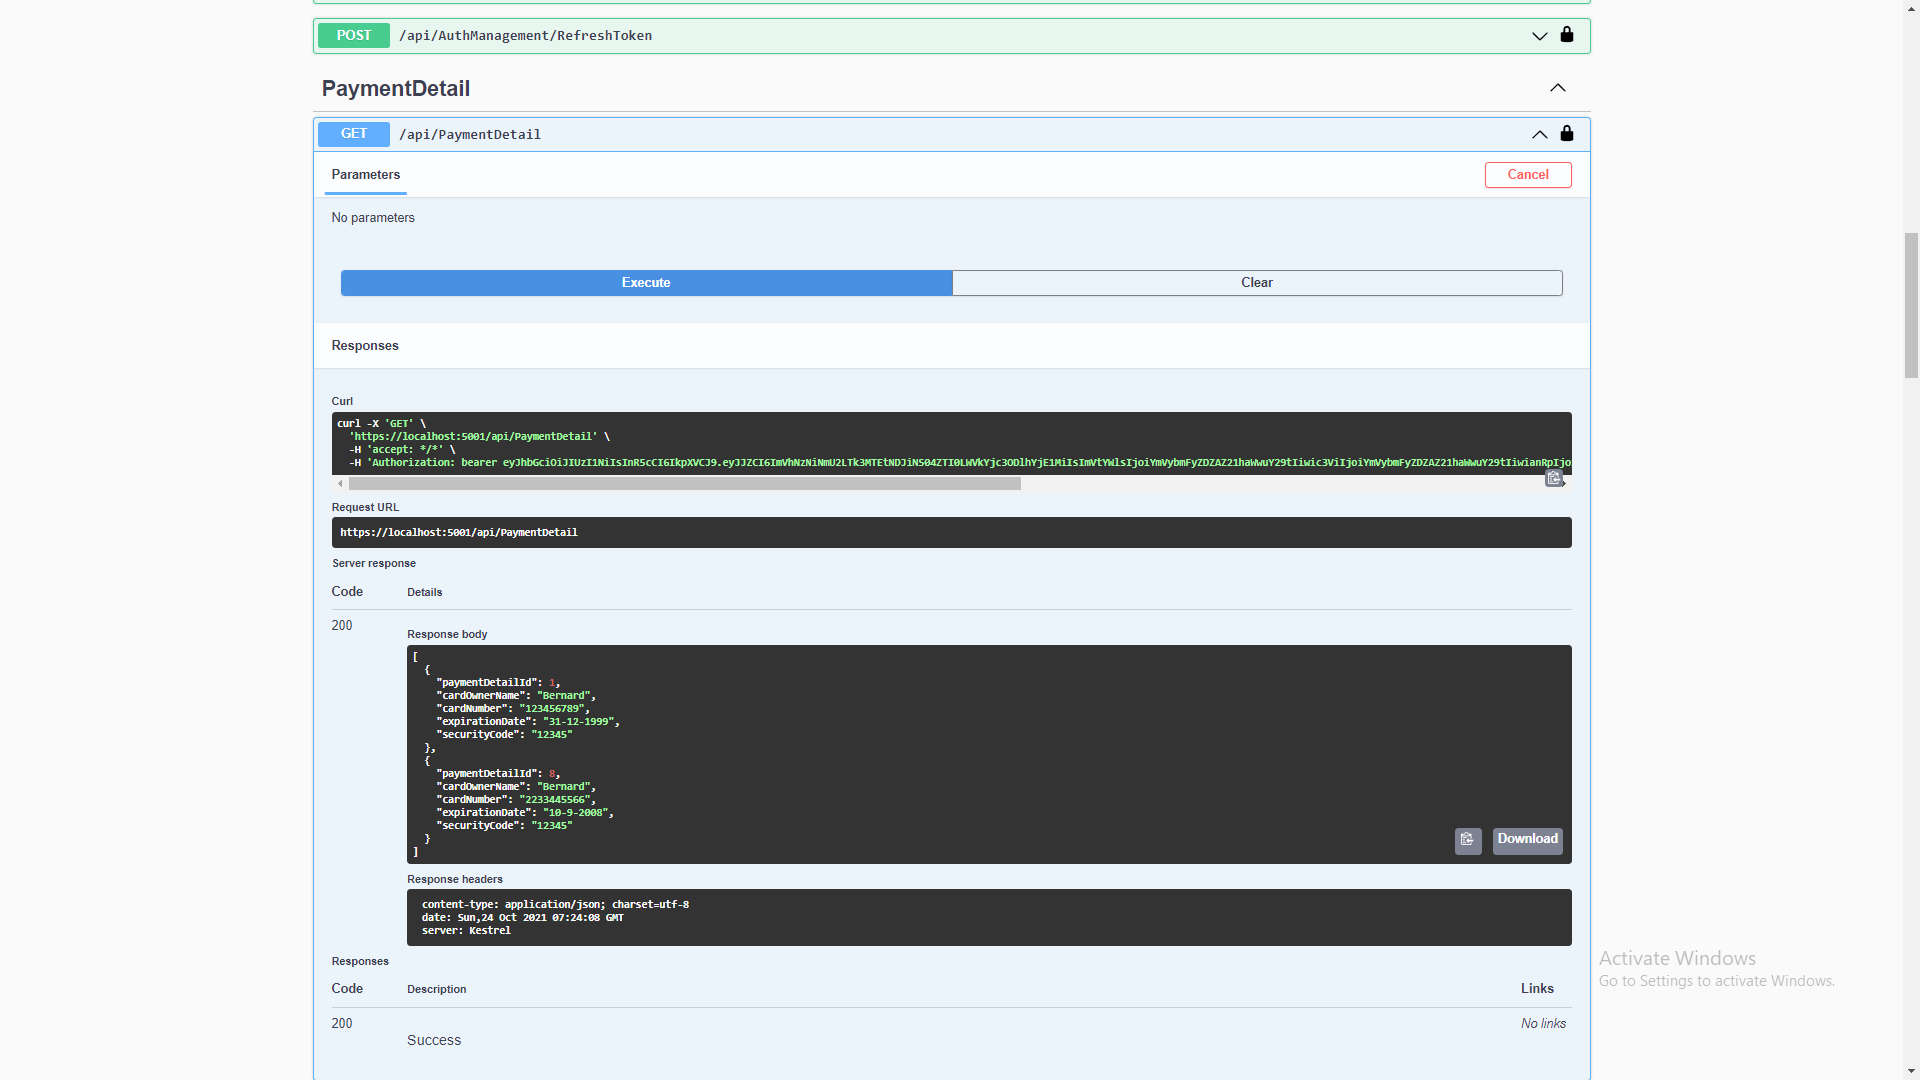 POST /api/AuthManagement/RefreshToken
PaymentDetail
GET /api/PaymentDetail
Parameters
Cancel
No parameters
Execute
Clear
Responses
Curl
curl -X 'GET' \
'https://localhost:5001/api/PaymentDetail' \
-H 'accept: */*' \
-H 'Authorization: bearer
Request URL
https://localhost:5001/api/PaymentDetail
Server response
Code Details
200
Response body
[
{
"paymentDetailId": 1,
"cardOwnerName": "Bernard",
"cardNumber": "123456789",
"expirationDate": "31-12-1999",
"securityCode": "12345"
},
{
"paymentDetailId": 8,
"cardOwnerName": "Bernard",
"cardNumber": "2233445566",
"expirationDate": "10-9-2008",
"securityCode": "12345"
}
]
Download
Response headers
content-type: application/json; charset=utf-8
date: Sun,24 Oct 2021 07:24:08 GMT
server: Kestrel
Responses
Code Description Links
200 No links
Success
Activate Windows
Go to Settings to activate Windows.